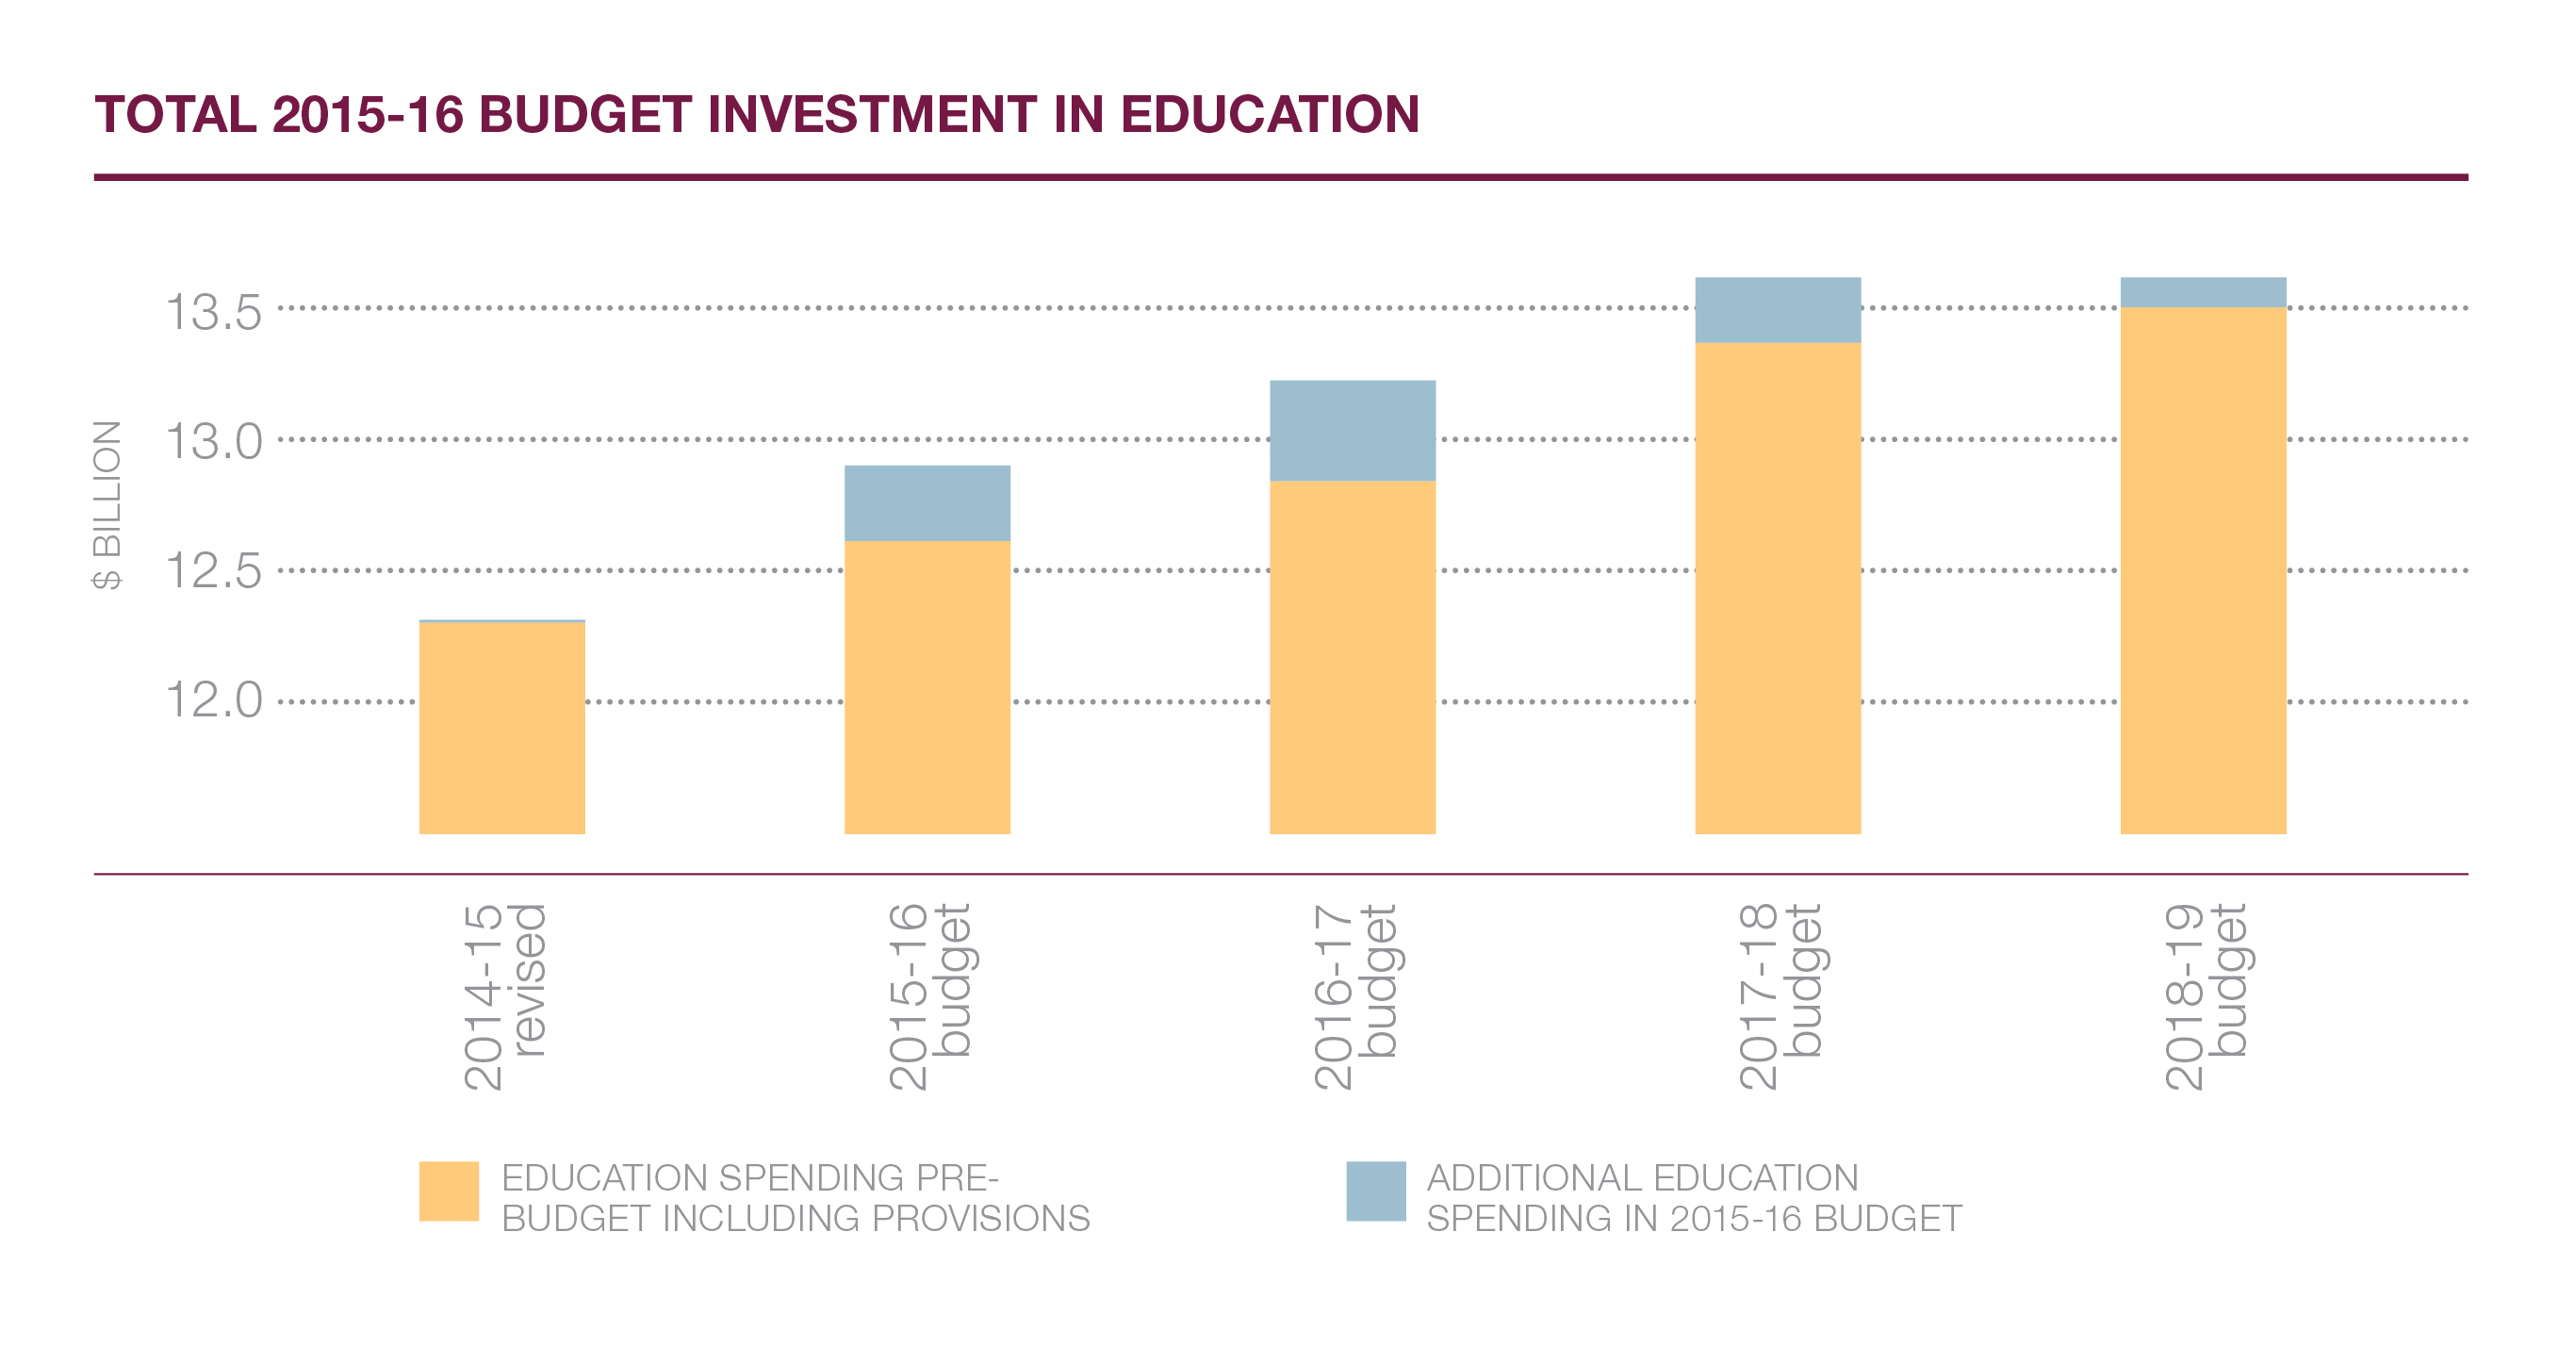 TOTAL 2015-16 BUDGET INVESTMENT IN EDUCATION
$ BILLION
13.5
13.0
12.5
12.0
2014-15
revised
2015-16
budget
2016-17
budget
2017-18
budget
2018-19
budget
EDUCATION SPENDING PRE-
BUDGET INCLUDING PROVISIONS
ADDITIONAL EDUCATION
SPENDING IN 2015-16 BUDGET